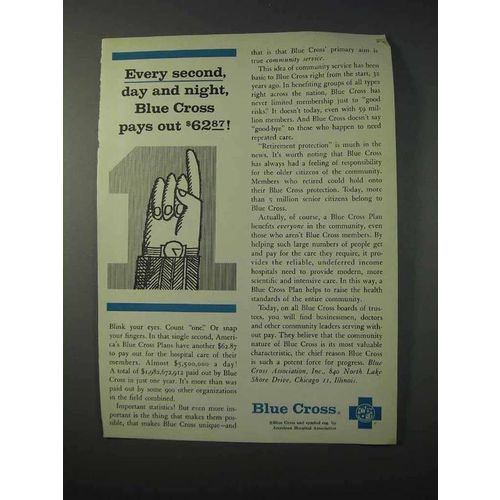 Every second,
day and night,
Blue Cross
pays out $62.87!
Blink your eyes. Count "one." Or snap
your fingers. In that single second, Ameri-
ca's Blue Cross Plans have another $62.87
to pay out for the hospital care of their
members. Almost $5,500,000 a day!
A total of $1,982,672,912 paid out by Blue
Cross in just one year. It's more than was
paid out by some 900 other organizations
in the field combined.
Important statistics! But even more im-
portant is the thing that makes them pos-
sible, that makes Blue Cross unique—and
that is that Blue Cross' primary aim is
true community service.
This idea of community service has been
basic to Blue Cross right from the start, 32
years ago. In benefiting groups of all types
right across the nation, Blue Cross has
never limited membership just to "good
risks." It doesn't today, even with 59 mil-
lion members. And Blue Cross doesn't say
"good-bye" to those who happen to need
repeated care.
"Retirement protection" is much in the
news. It's worth noting that Blue Cross
has always had a feeling of responsibility
for the older citizens of the community.
Members who retired could hold onto
their Blue Cross protection. Today, more
than 5 million senior citizens belong to
Blue Cross.
Actually, of course, a Blue Cross Plan
benefits everyone in the community, even
those who aren't Blue Cross members. By
helping such large numbers of people get
and pay for the care they require, it pro-
vides the reliable, undeferred income
hospitals need to provide modern, more
scientific and intensive care. In this way, a
Blue Cross Plan helps to raise the health
standards of the entire community.
Today, on all Blue Cross boards of trus-
tees, you will find businessmen, doctors
and other community leaders serving with-
out pay. They believe that the community
nature of Blue Cross is its most valuable
characteristic, the chief reason Blue Cross
is such a potent force for progress. Blue
Cross Association, Inc., 840 North Lake
Shore Drive, Chicago 11, Illinois.
Blue Cross®
®Blue Cross and symbol reg. by
American Hospital Association